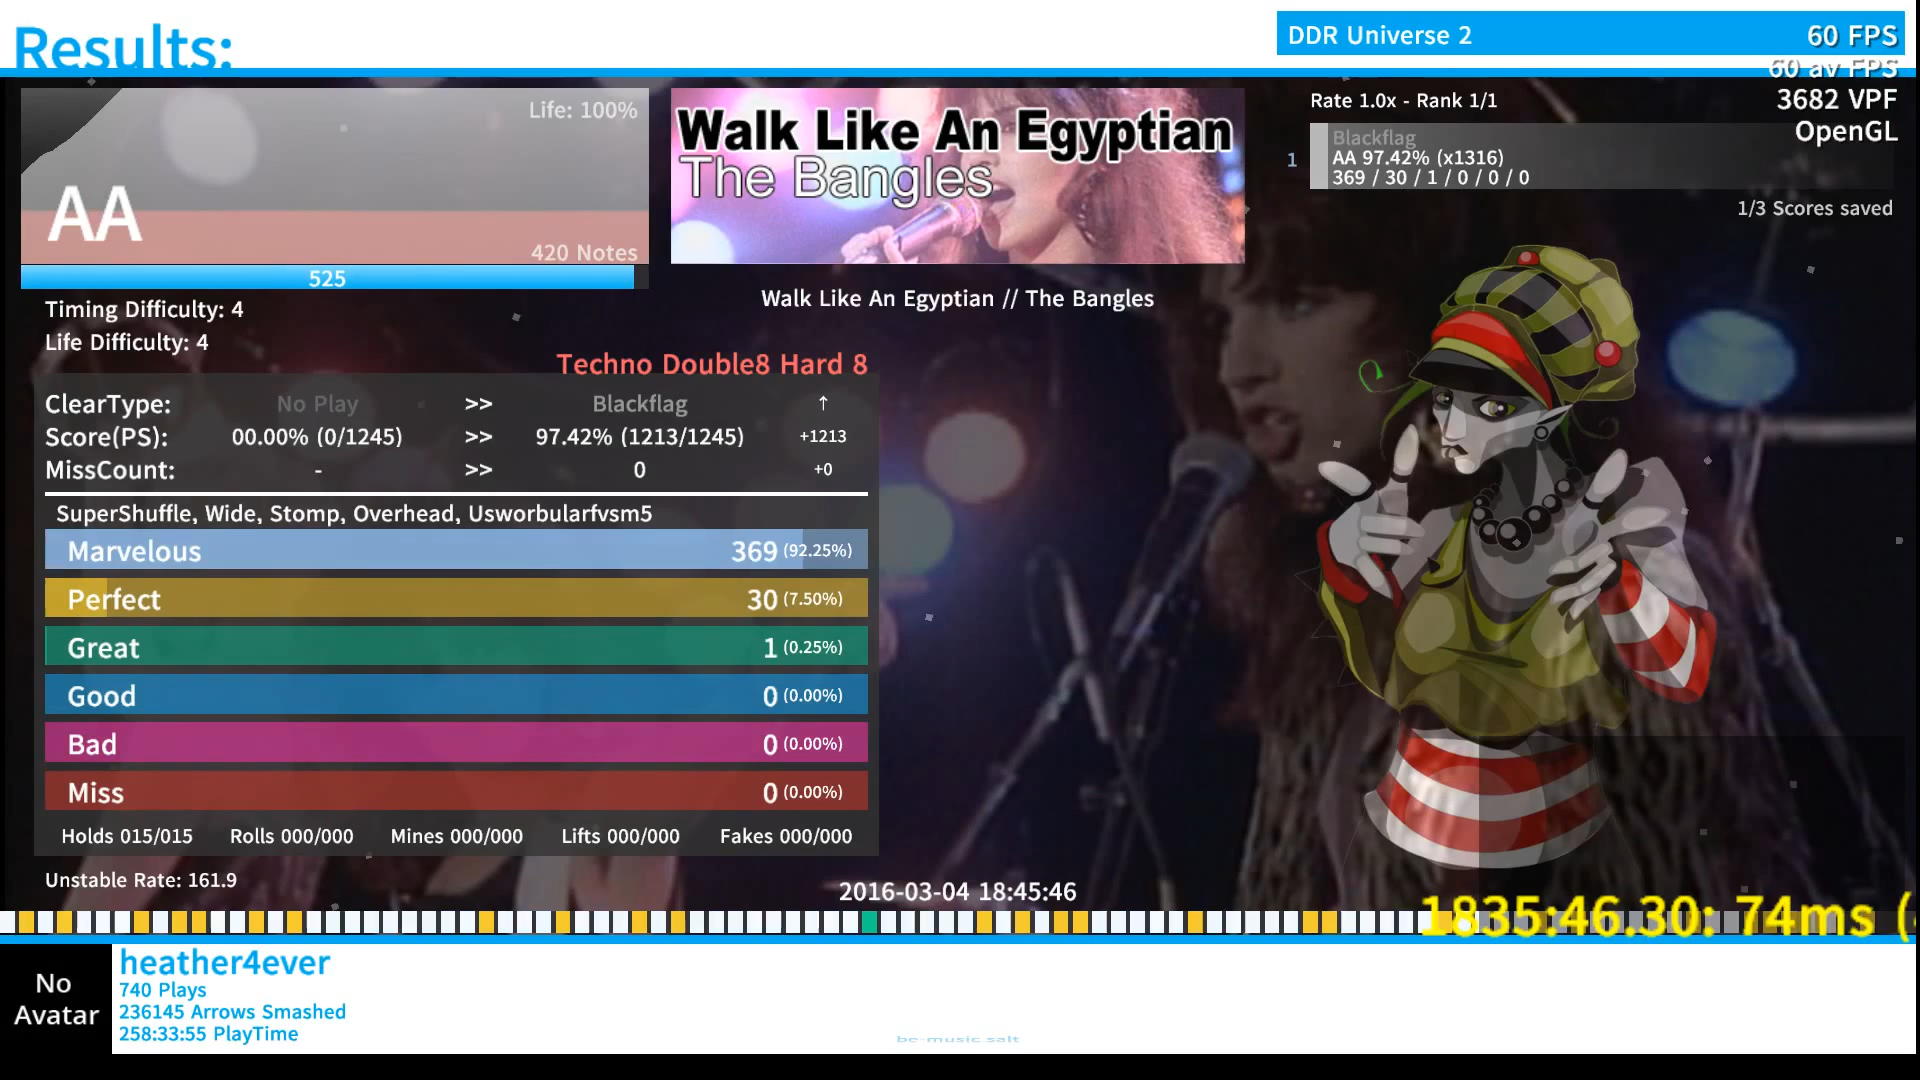 Results:
DDR Universe 2
60 FPS
60 av FPS
3682 VPF
OpenGL
Life: 100%
AA
420 Notes
525
Walk Like An Egyptian
The Bangles
Walk Like An Egyptian // The Bangles
Rate 1.0x - Rank 1/1
1
Blackflag
AA 97.42% (x1316)
369 / 30 / 1 / 0 / 0 / 0
1/3 Scores saved
Timing Difficulty: 4
Life Difficulty: 4
Techno Double8 Hard 8
ClearType: No Play >> Blackflag ↑
Score(PS): 00.00% (0/1245) >> 97.42% (1213/1245) +1213
MissCount: - >> 0 +0
SuperShuffle, Wide, Stomp, Overhead, Usworbularfvsm5
Marvelous 369 (92.25%)
Perfect 30 (7.50%)
Great 1 (0.25%)
Good 0 (0.00%)
Bad 0 (0.00%)
Miss 0 (0.00%)
Holds 015/015 Rolls 000/000 Mines 000/000 Lifts 000/000 Fakes 000/000
Unstable Rate: 161.9
2016-03-04 18:45:46
1835:46.30: 74ms (
heather4ever
740 Plays
236145 Arrows Smashed
258:33:55 PlayTime
No
Avatar
be-music salt